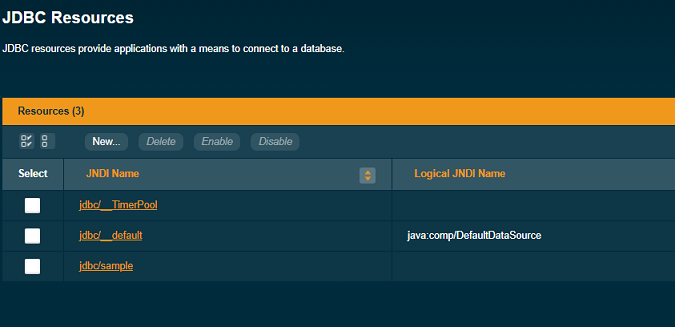 JDBC Resources
JDBC resources provide applications with a means to connect to a database.
Resources (3)
New... Delete Enable Disable
Select JNDI Name Logical JNDI Name
jdbc/__TimerPool
jdbc/__default java:comp/DefaultDataSource
jdbc/sample